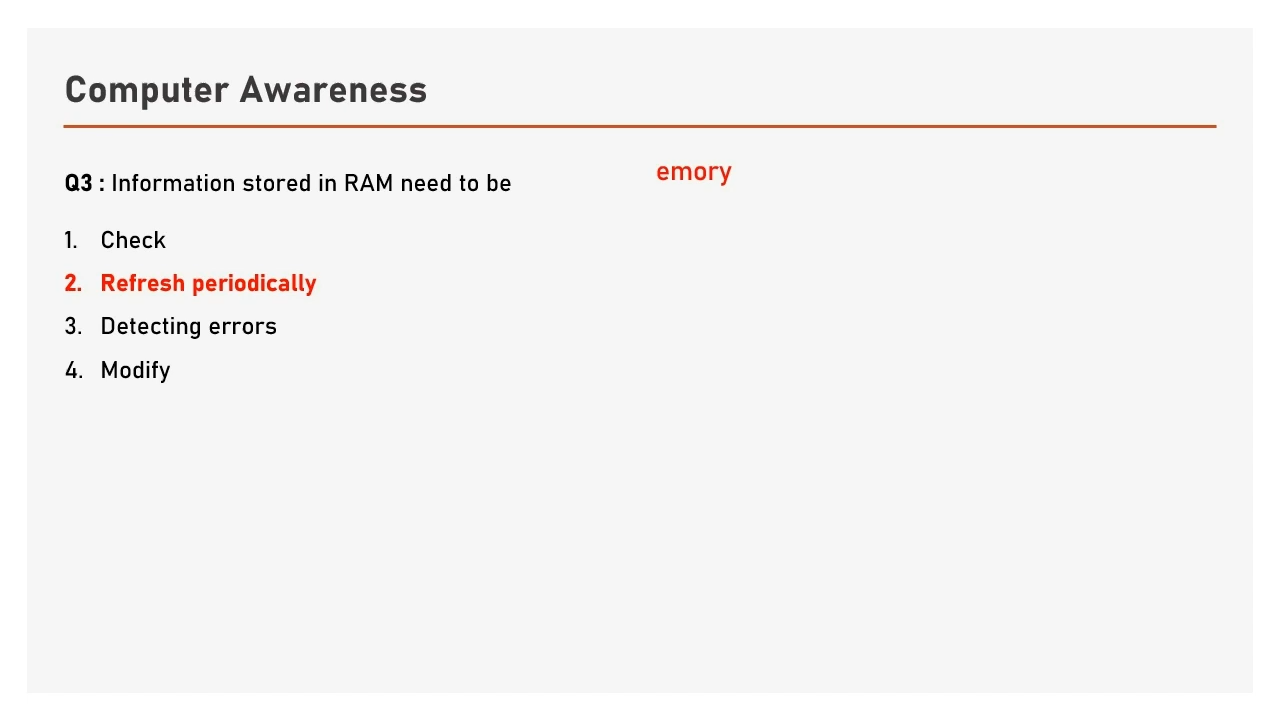 Computer Awareness
Q3 : Information stored in RAM need to be
emory
1. Check
2. Refresh periodically
3. Detecting errors
4. Modify